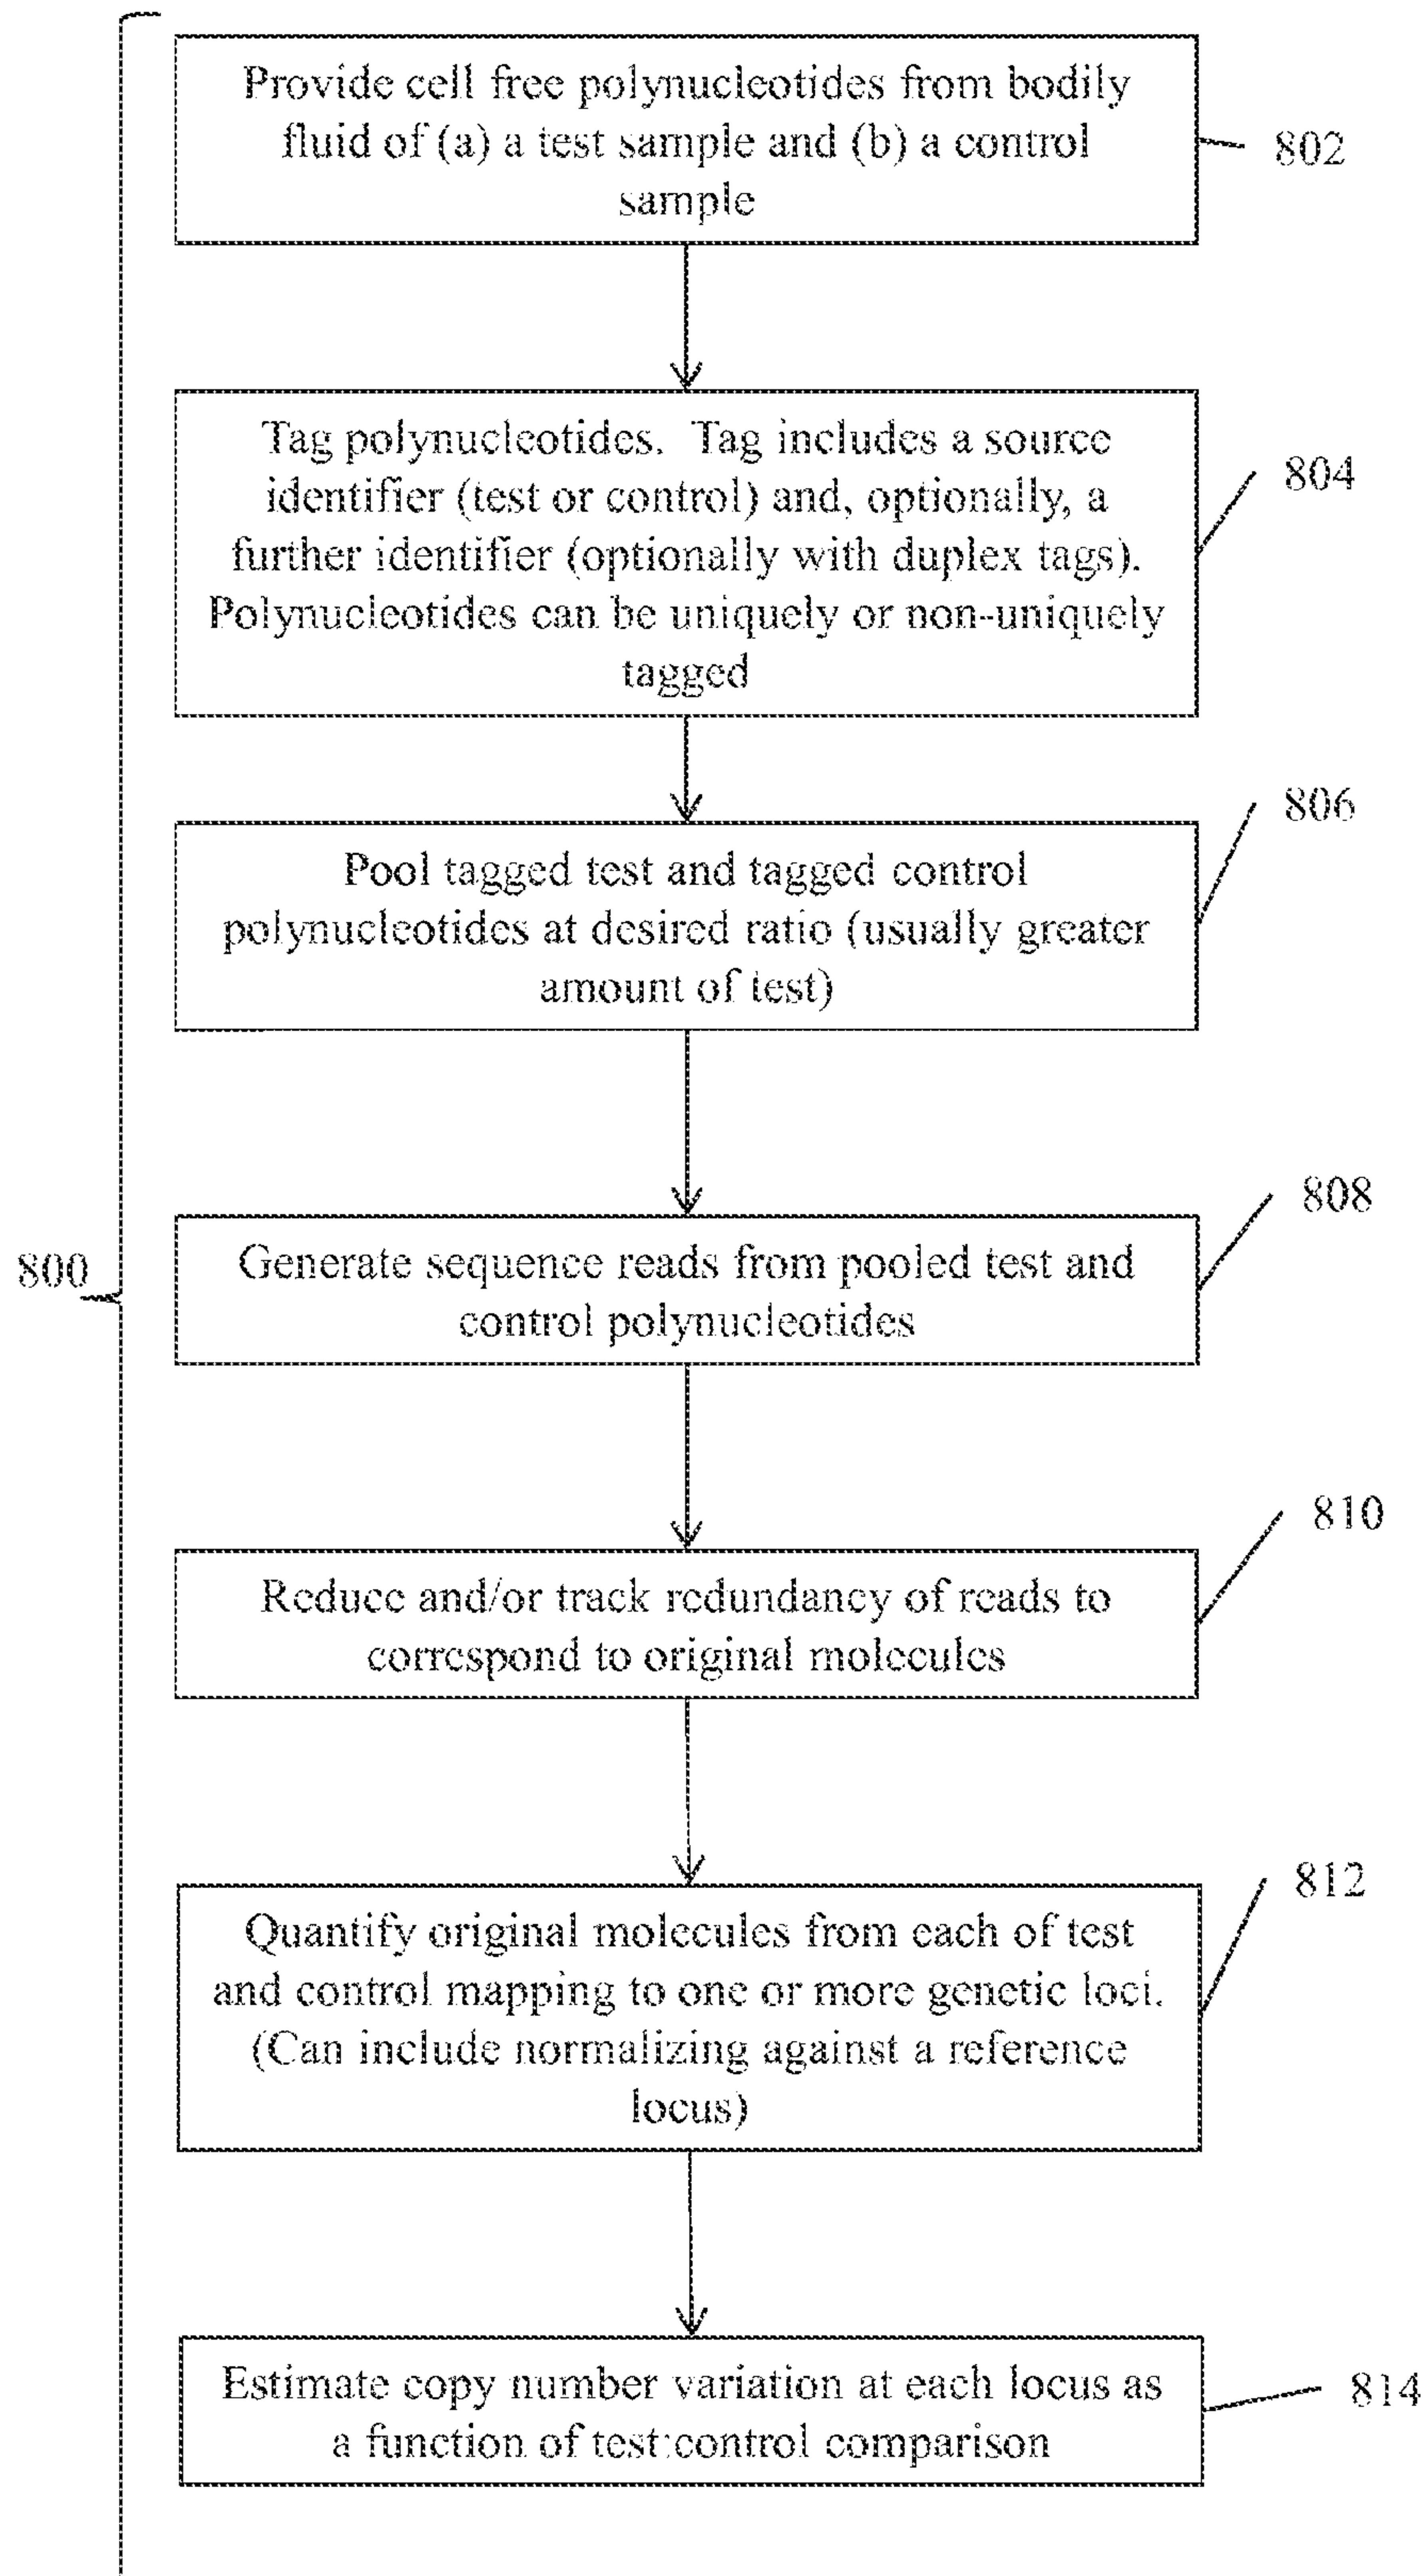 Provide cell free polynucleotides from bodily
fluid of (a) a test sample and (b) a control
sample
802
Tag polynucleotides. Tag includes a source
identifier (test or control) and, optionally, a
further identifier (optionally with duplex tags).
Polynucleotides can be uniquely or non-uniquely
tagged
804
806
Pool tagged test and tagged control
polynucleotides at desired ratio (usually greater
amount of test)
808
800
Generate sequence reads from pooled test and
control polynucleotides
810
Reduce and/or track redundancy of reads to
correspond to original molecules
812
Quantify original molecules from each of test
and control mapping to one or more genetic loci.
(Can include normalizing against a reference
locus)
Estimate copy number variation at each locus as
a function of test:control comparison
814